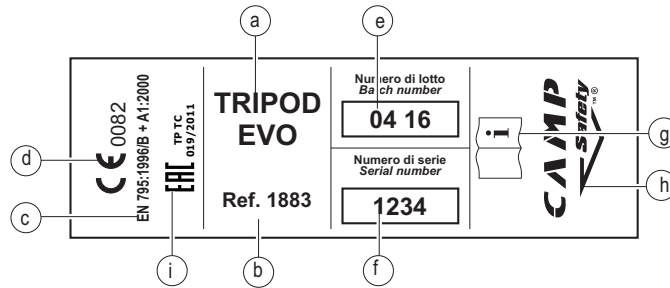 a
e
CE 0082
EN 795:1996/B + A1:2000
EAC
TP TC
019/2011
TRIPOD
EVO
Ref. 1883
Numero di lotto
Batch number
04 16
Numero di serie
Serial number
1234
i
CAMP
Safety
™ ®
d
c
i
b
f
g
h